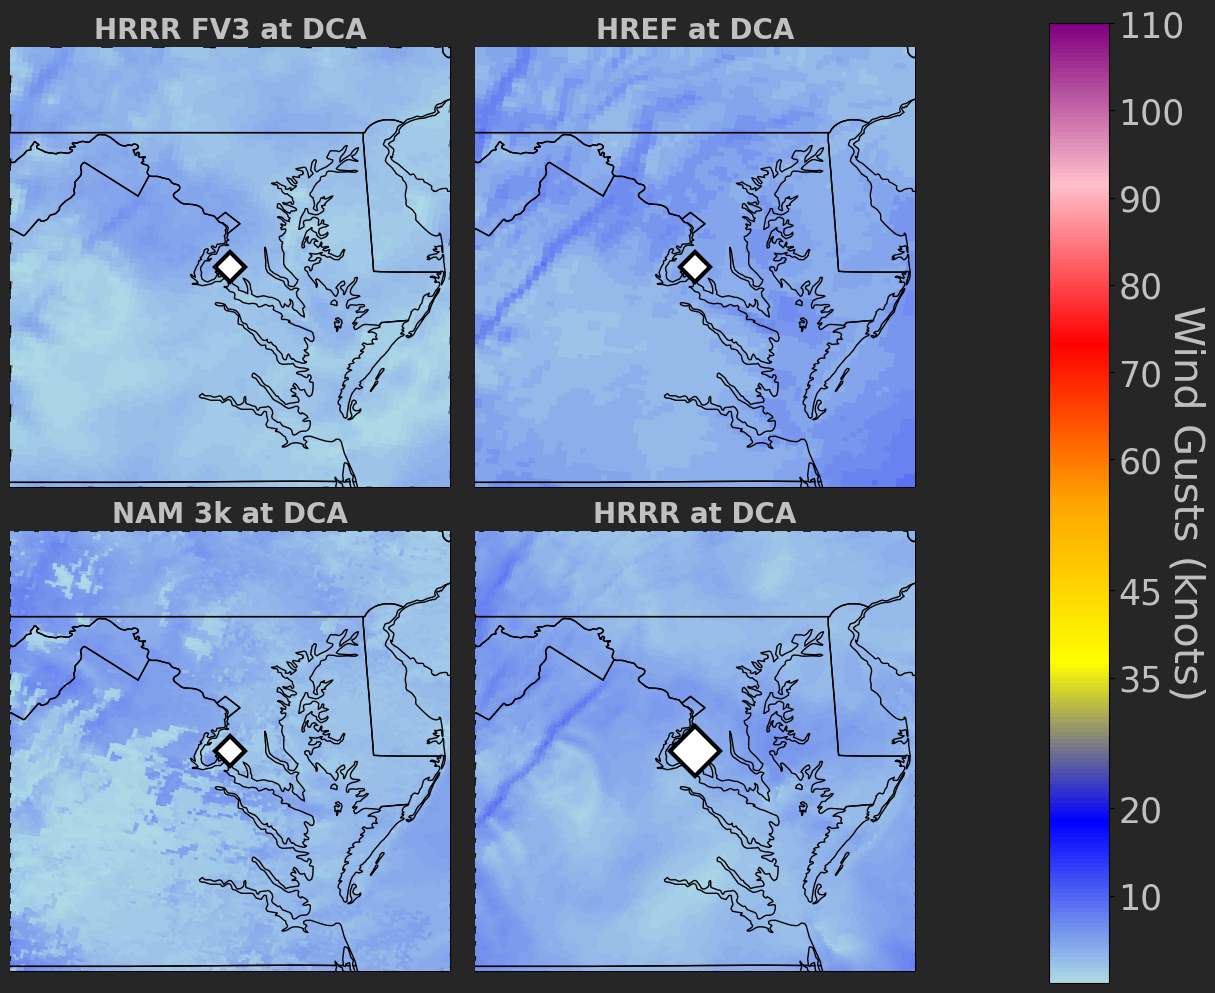 HRRR FV3 at DCA
HREF at DCA
NAM 3k at DCA
HRRR at DCA
110
100
90
80
70
60
45
35
20
10
Wind Gusts (knots)